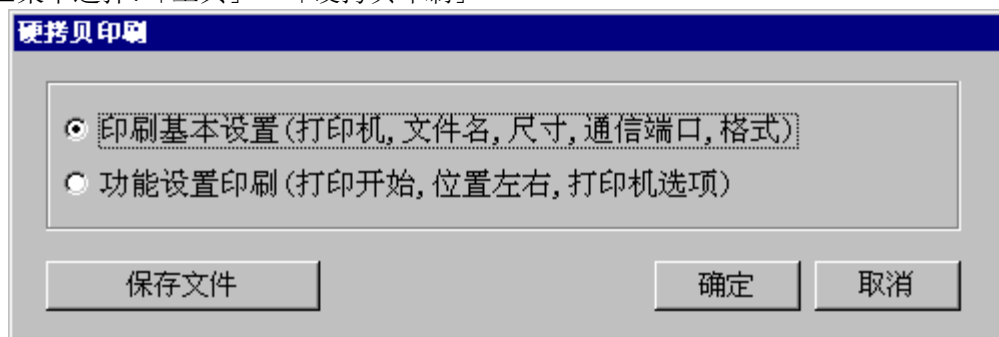 硬拷贝印刷
印刷基本设置(打印机,文件名,尺寸,通信端口,格式)
功能设置印刷(打印开始,位置左右,打印机选项)
保存文件 确定 取消